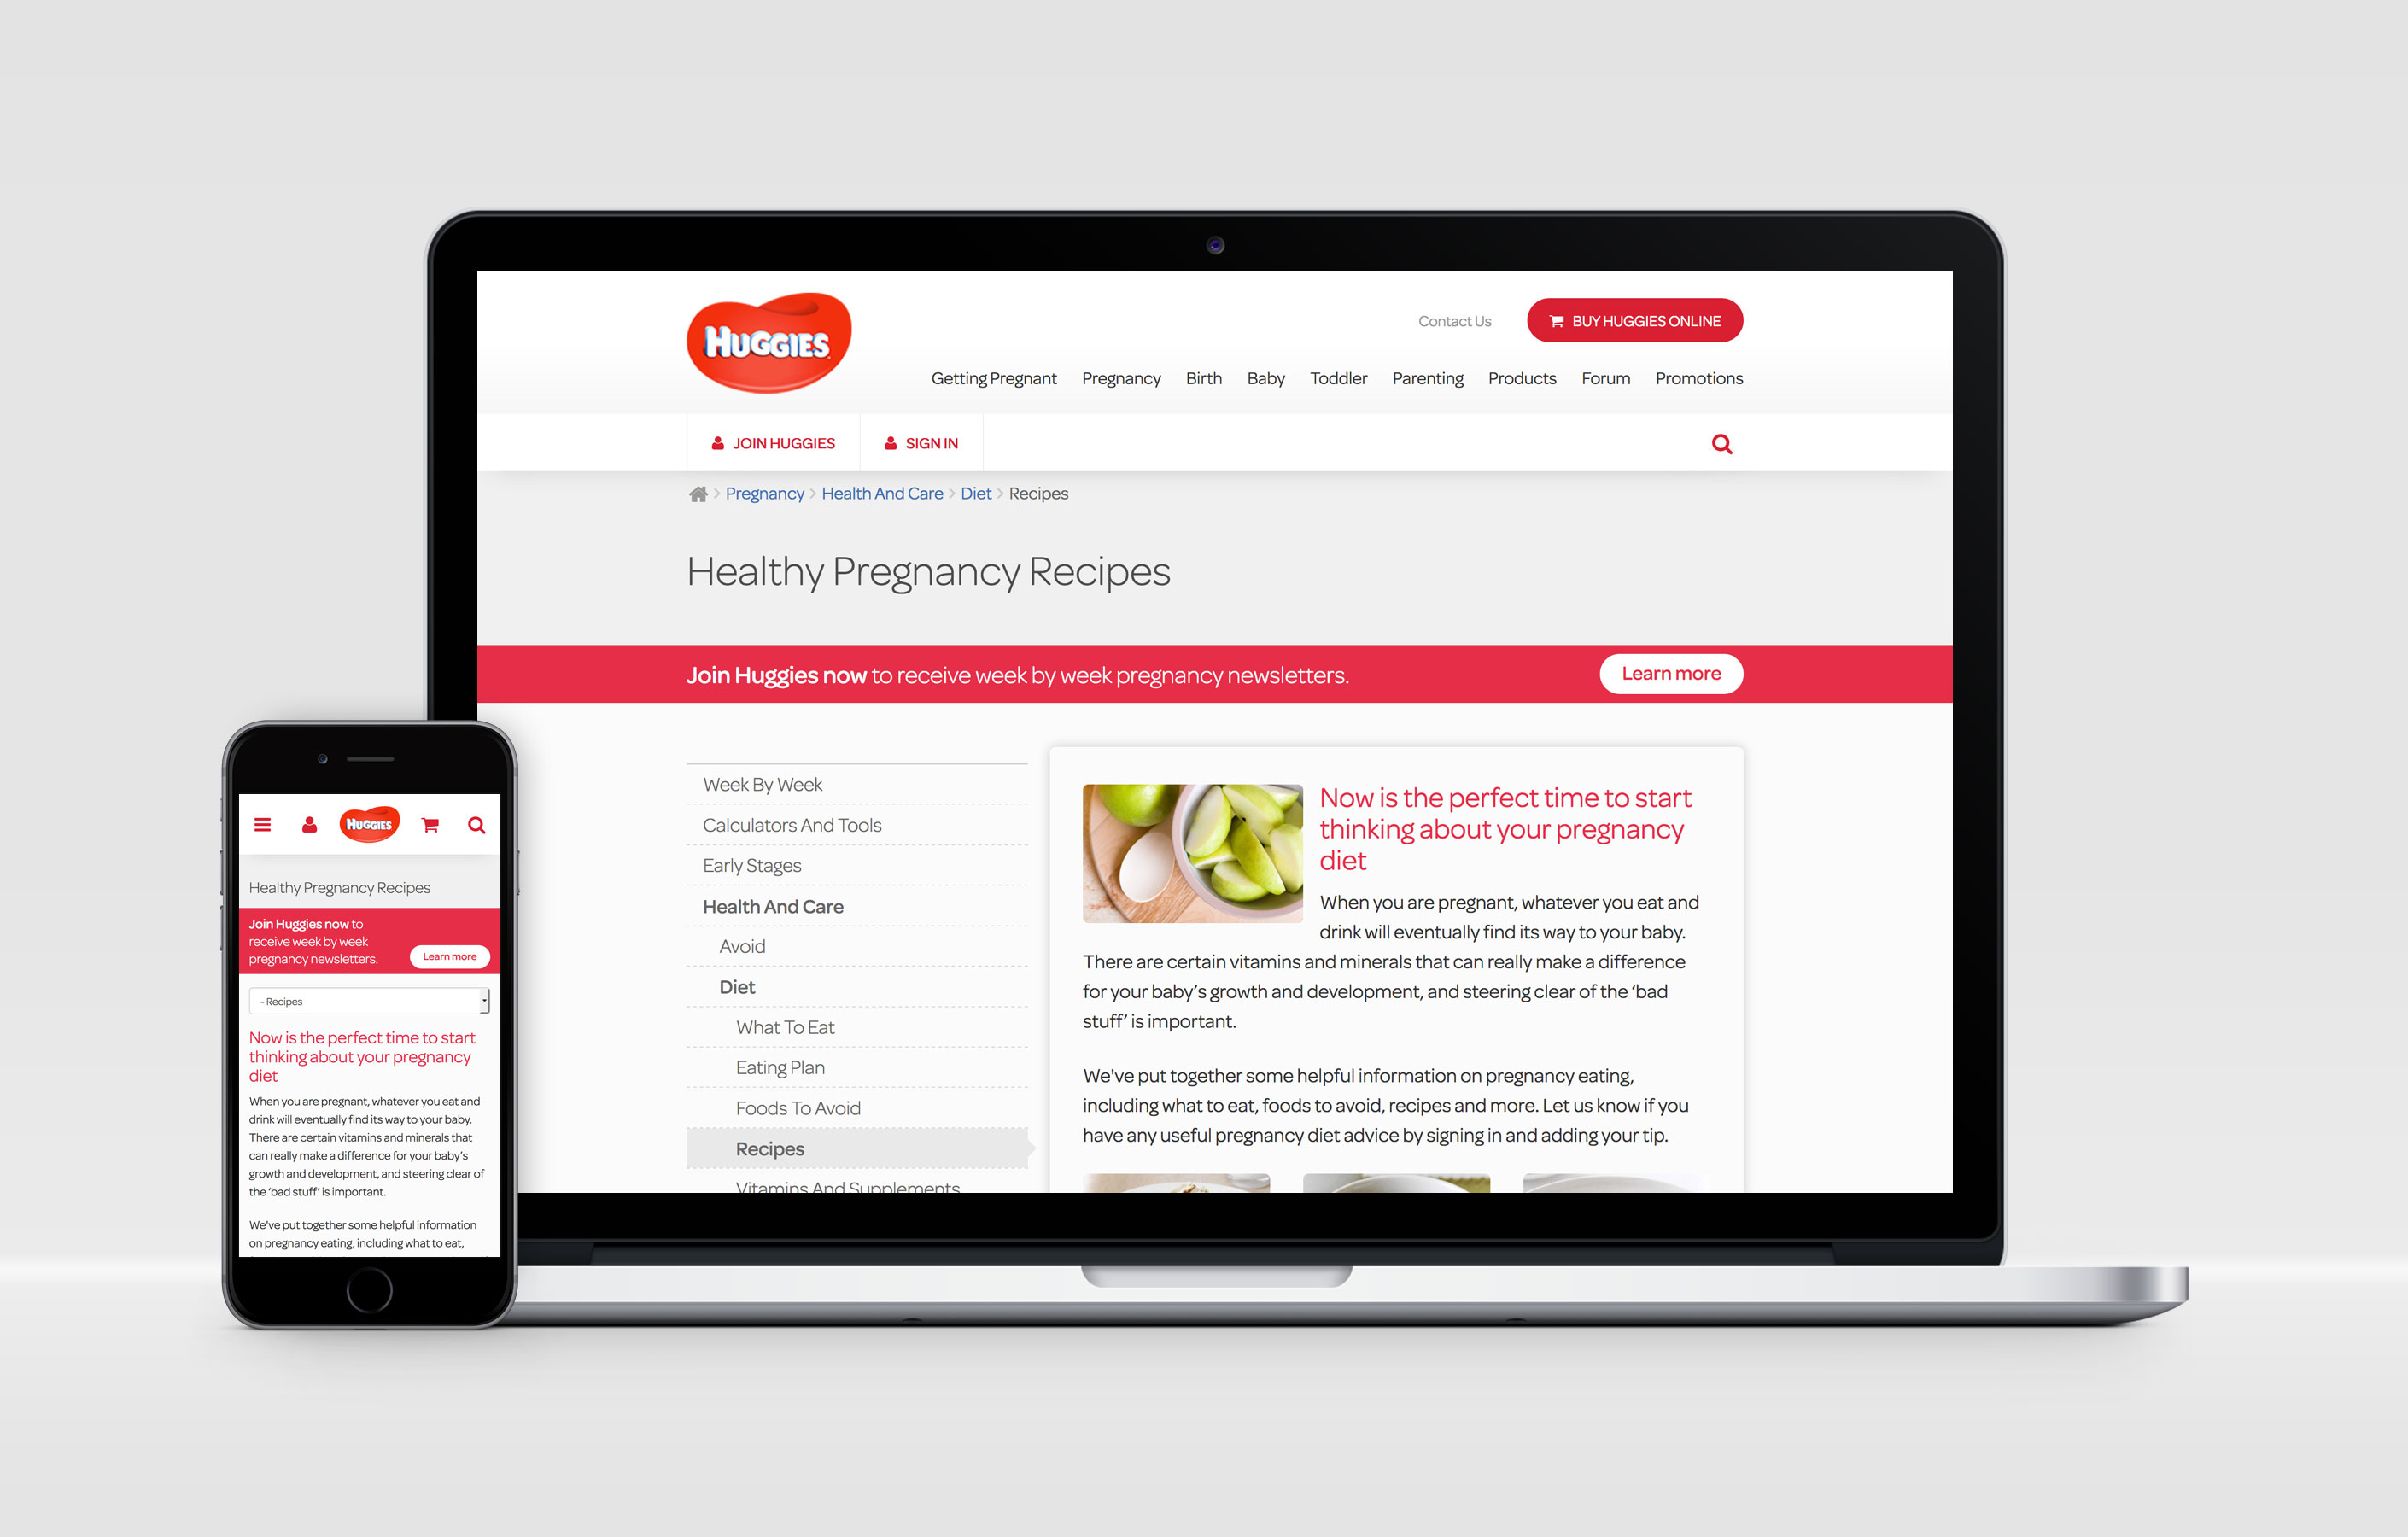 HUGGIES
Contact Us
BUY HUGGIES ONLINE
Getting Pregnant Pregnancy Birth Baby Toddler Parenting Products Forum Promotions
JOIN HUGGIES SIGN IN
Pregnancy > Health And Care > Diet > Recipes
Healthy Pregnancy Recipes
Join Huggies now to receive week by week pregnancy newsletters.
Learn more
Week By Week
Calculators And Tools
Early Stages
Health And Care
Avoid
Diet
What To Eat
Eating Plan
Foods To Avoid
Recipes
Vitamins And Supplements
Now is the perfect time to start
thinking about your pregnancy
diet
When you are pregnant, whatever you eat and
drink will eventually find its way to your baby.
There are certain vitamins and minerals that can really make a difference
for your baby's growth and development, and steering clear of the ‘bad
stuff’ is important.
We've put together some helpful information on pregnancy eating,
including what to eat, foods to avoid, recipes and more. Let us know if you
have any useful pregnancy diet advice by signing in and adding your tip.
HUGGIES
Healthy Pregnancy Recipes
Join Huggies now to
receive week by week
pregnancy newsletters.
Learn more
- Recipes
Now is the perfect time to start
thinking about your pregnancy
diet
When you are pregnant, whatever you eat and
drink will eventually find its way to your baby.
There are certain vitamins and minerals that
can really make a difference for your baby's
growth and development, and steering clear of
the ‘bad stuff’ is important.
We've put together some helpful information
on pregnancy eating, including what to eat,